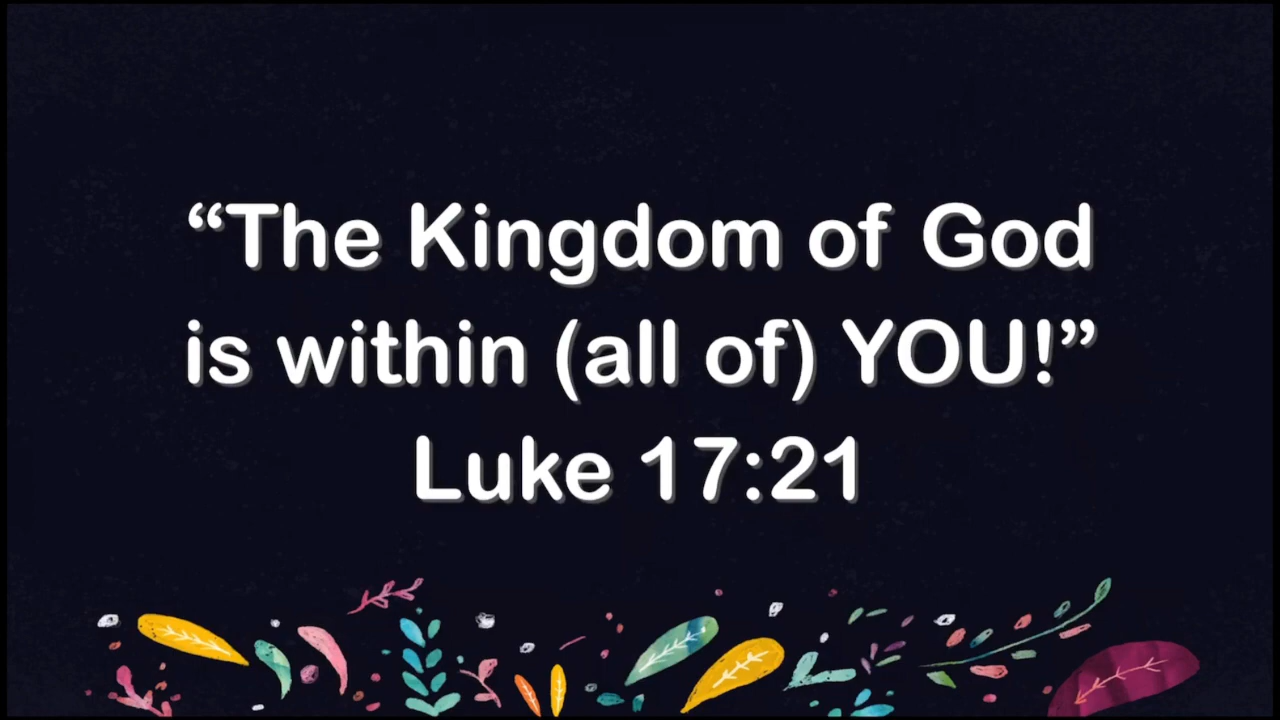 “The Kingdom of God
is within (all of) YOU!”
Luke 17:21